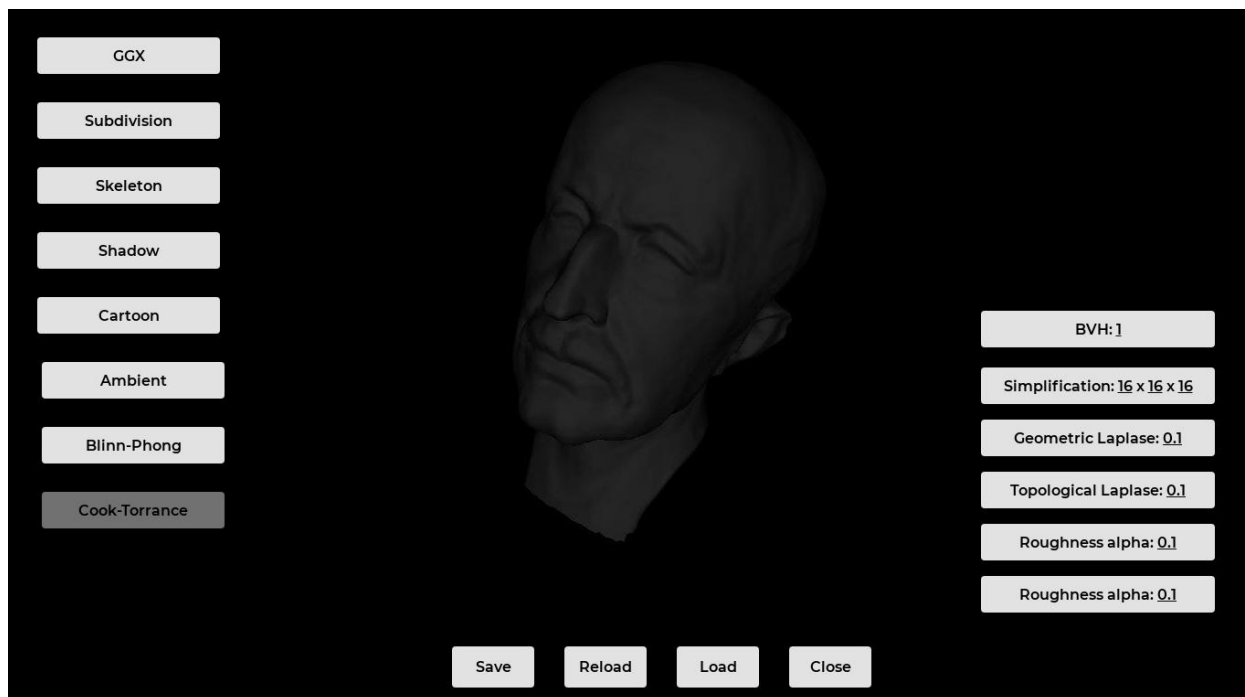 GGX
Subdivision
Skeleton
Shadow
Cartoon
Ambient
Blinn-Phong
Cook-Torrance
BVH: 1
Simplification: 16 x 16 x 16
Geometric Laplase: 0.1
Topological Laplase: 0.1
Roughness alpha: 0.1
Roughness alpha: 0.1
Save
Reload
Load
Close